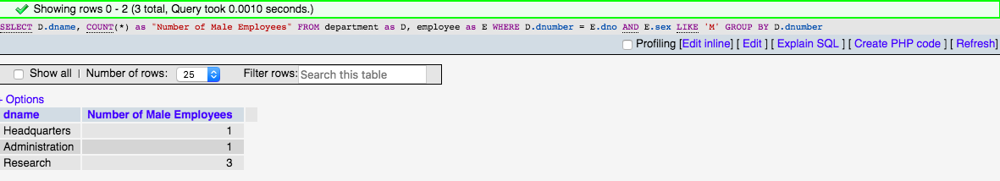 Showing rows 0 - 2 (3 total, Query took 0.0010 seconds.)
SELECT D.dname, COUNT(*) as "Number of Male Employees" FROM department as D, employee as E WHERE D.dnumber = E.dno AND E.sex LIKE 'M' GROUP BY D.dnumber
Profiling [Edit inline] [ Edit ] [ Explain SQL ] [ Create PHP code ] [ Refresh]
Show all | Number of rows: 25 Filter rows: Search this table
- Options
dname Number of Male Employees
Headquarters 1
Administration 1
Research 3